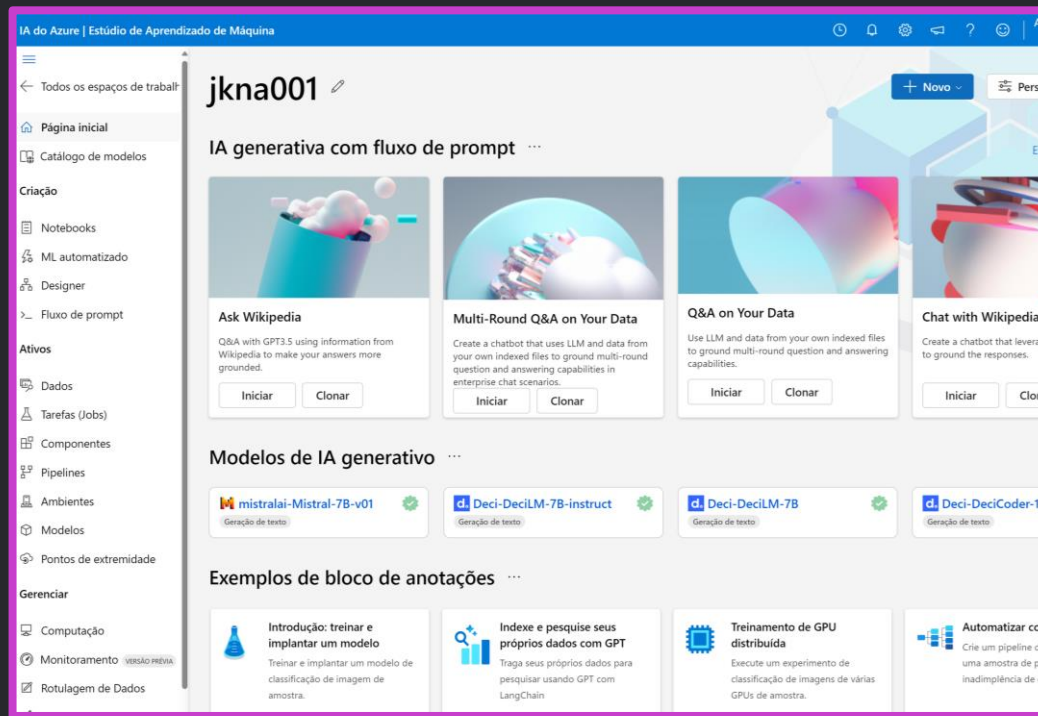 IA do Azure | Estúdio de Aprendizado de Máquina
Todos os espaços de trabalh
Página inicial
Catálogo de modelos
Criação
Notebooks
ML automatizado
Designer
Fluxo de prompt
Ativos
Dados
Tarefas (Jobs)
Componentes
Pipelines
Ambientes
Modelos
Pontos de extremidade
Gerenciar
Computação
Monitoramento VERSÃO PRÉVIA
Rotulagem de Dados
jkna001
Novo
Pers
IA generativa com fluxo de prompt ...
Ask Wikipedia
Q&A with GPT3.5 using information from
Wikipedia to make your answers more
grounded.
Iniciar Clonar
Multi-Round Q&A on Your Data
Create a chatbot that uses LLM and data from
your own indexed files to ground multi-round
question and answering capabilities in
enterprise chat scenarios.
Iniciar Clonar
Q&A on Your Data
Use LLM and data from your own indexed files
to ground multi-round question and answering
capabilities.
Iniciar Clonar
Chat with Wikipedia
Create a chatbot that levera
to ground the responses.
Iniciar Clo
Modelos de IA generativo ...
mistralai-Mistral-7B-v01
Geração de texto
Deci-DeciLM-7B-instruct
Geração de texto
Deci-DeciLM-7B
Geração de texto
Deci-DeciCoder-1
Geração de texto
Exemplos de bloco de anotações ...
Introdução: treinar e
implantar um modelo
Treinar e implantar um modelo de
classificação de imagem de
amostra.
Indexe e pesquise seus
próprios dados com GPT
Traga seus próprios dados para
pesquisar usando GPT com
LangChain
Treinamento de GPU
distribuída
Execute um experimento de
classificação de imagens de várias
GPUs de amostra.
Automatizar co
Crie um pipeline d
uma amostra de p
inadimplência de